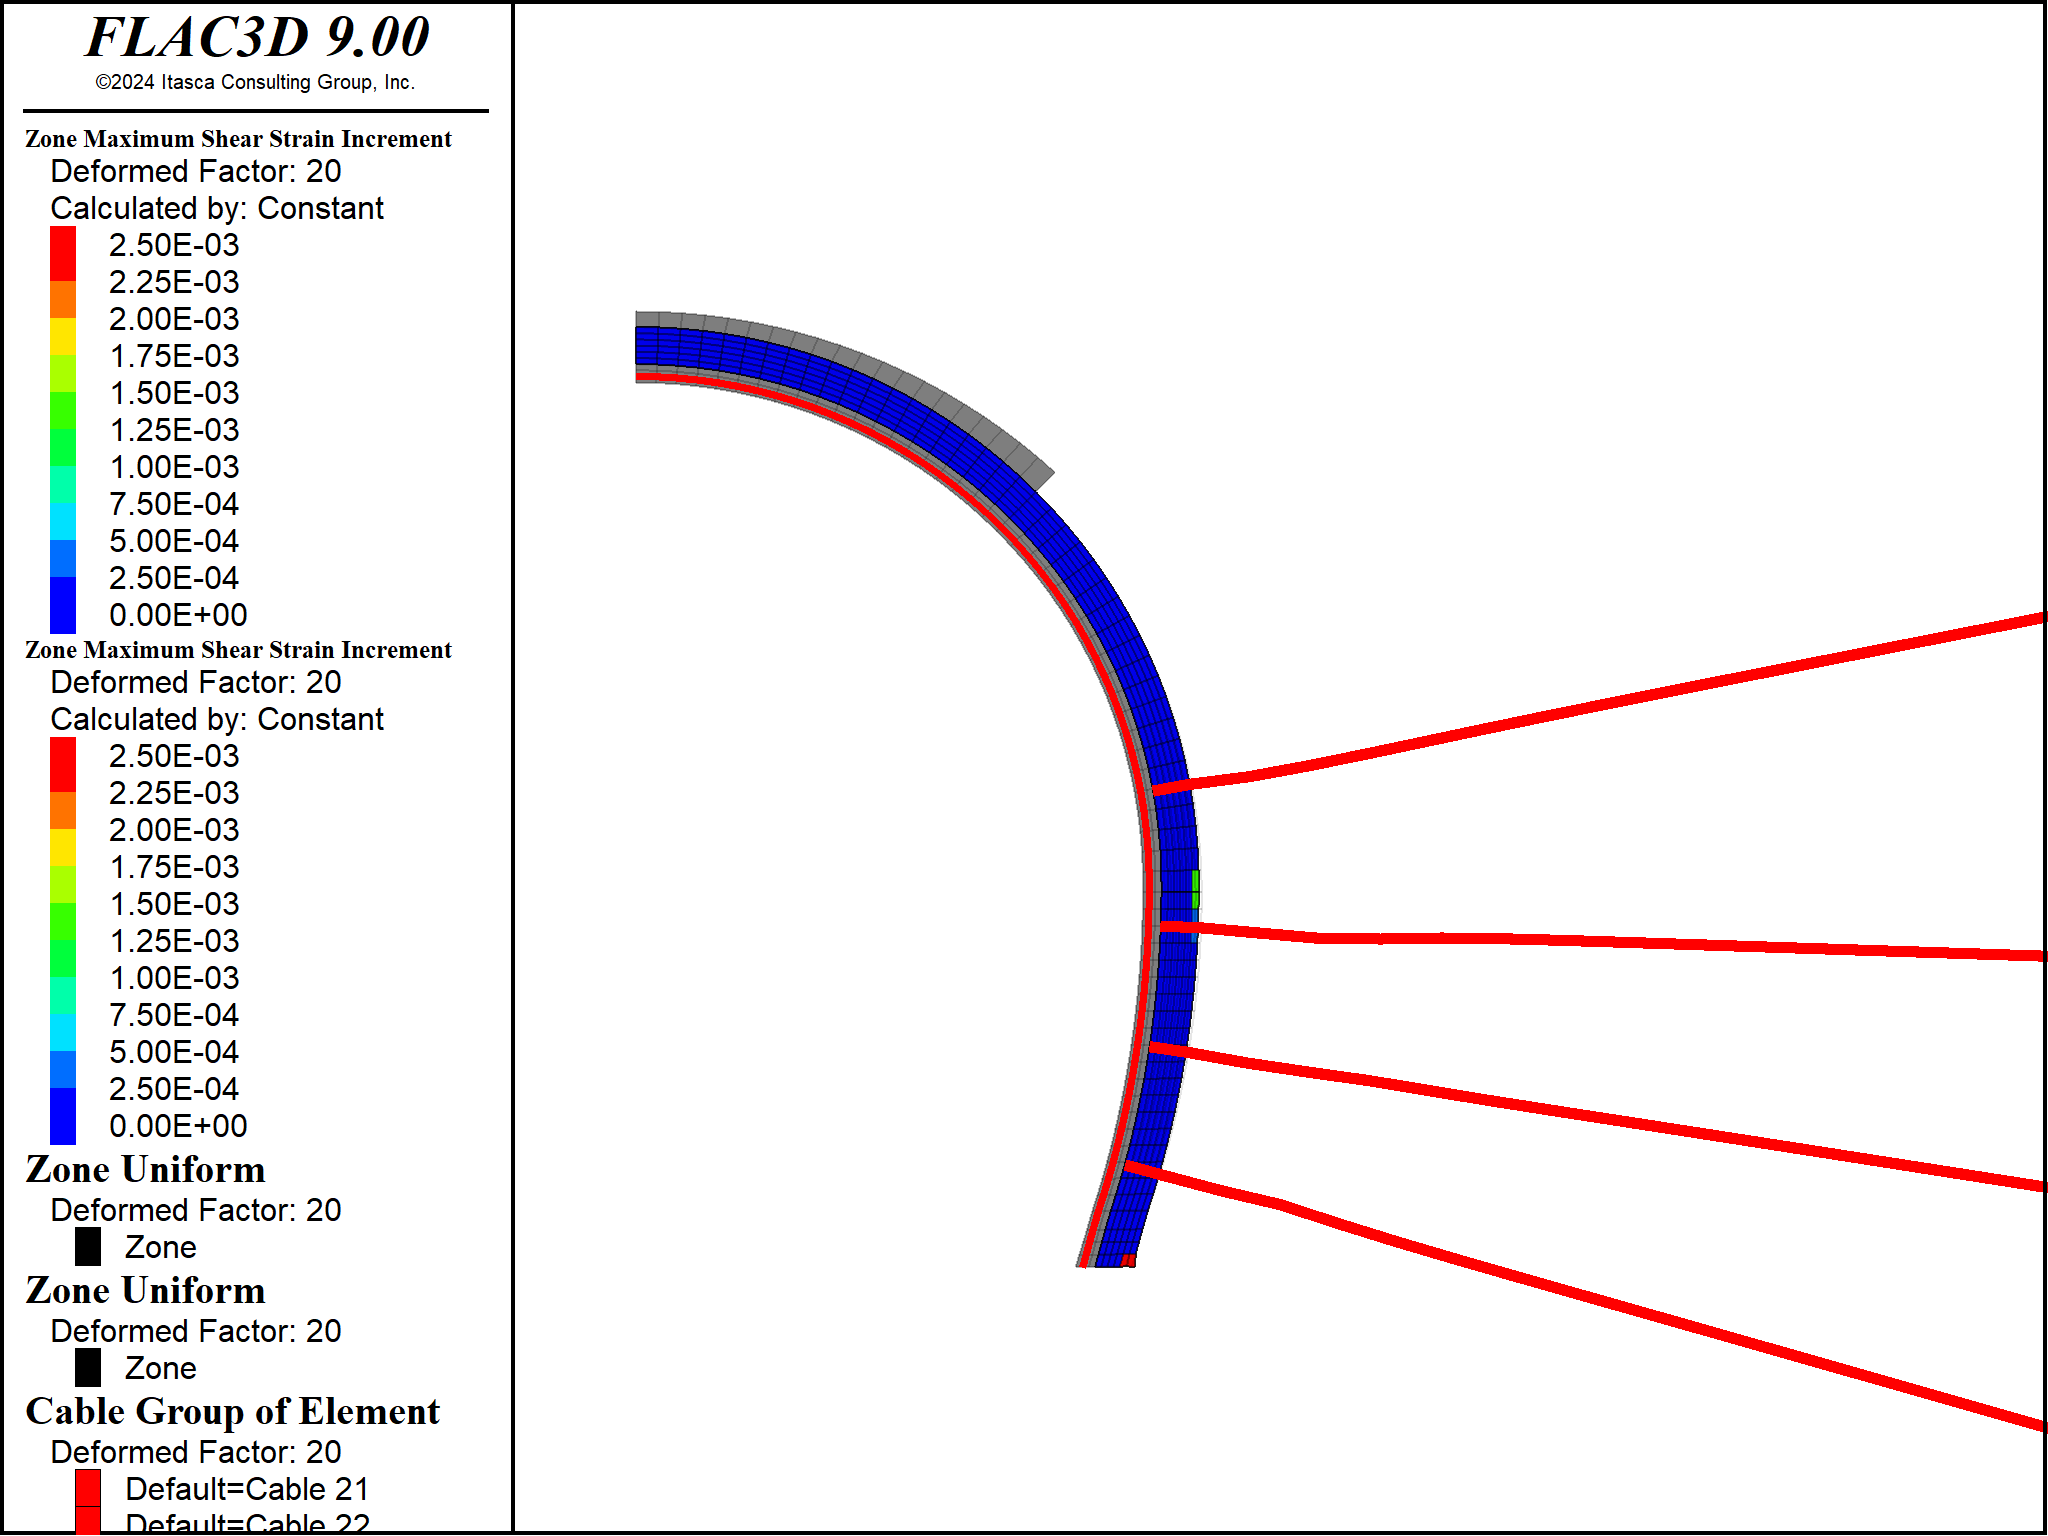 FLAC3D 9.00
©2024 Itasca Consulting Group, Inc.
Zone Maximum Shear Strain Increment
Deformed Factor: 20
Calculated by: Constant
2.50E-03
2.25E-03
2.00E-03
1.75E-03
1.50E-03
1.25E-03
1.00E-03
7.50E-04
5.00E-04
2.50E-04
0.00E+00
Zone Maximum Shear Strain Increment
Deformed Factor: 20
Calculated by: Constant
2.50E-03
2.25E-03
2.00E-03
1.75E-03
1.50E-03
1.25E-03
1.00E-03
7.50E-04
5.00E-04
2.50E-04
0.00E+00
Zone Uniform
Deformed Factor: 20
Zone
Zone Uniform
Deformed Factor: 20
Zone
Cable Group of Element
Deformed Factor: 20
Default=Cable 21
Default=Cable 22